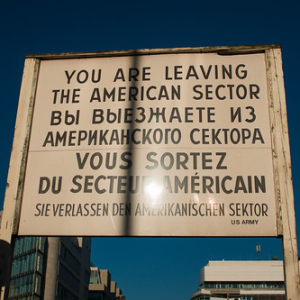 YOU ARE LEAVING
THE AMERICAN SECTOR
ВЫ ВЫЕЗЖАЕТЕ ИЗ
АМЕРИКАНСКОГО СЕКТОРА
VOUS SORTEZ
DU SECTEUR AMÉRICAIN
SIE VERLASSEN DEN AMERIKANISCHEN SEKTOR
US ARMY